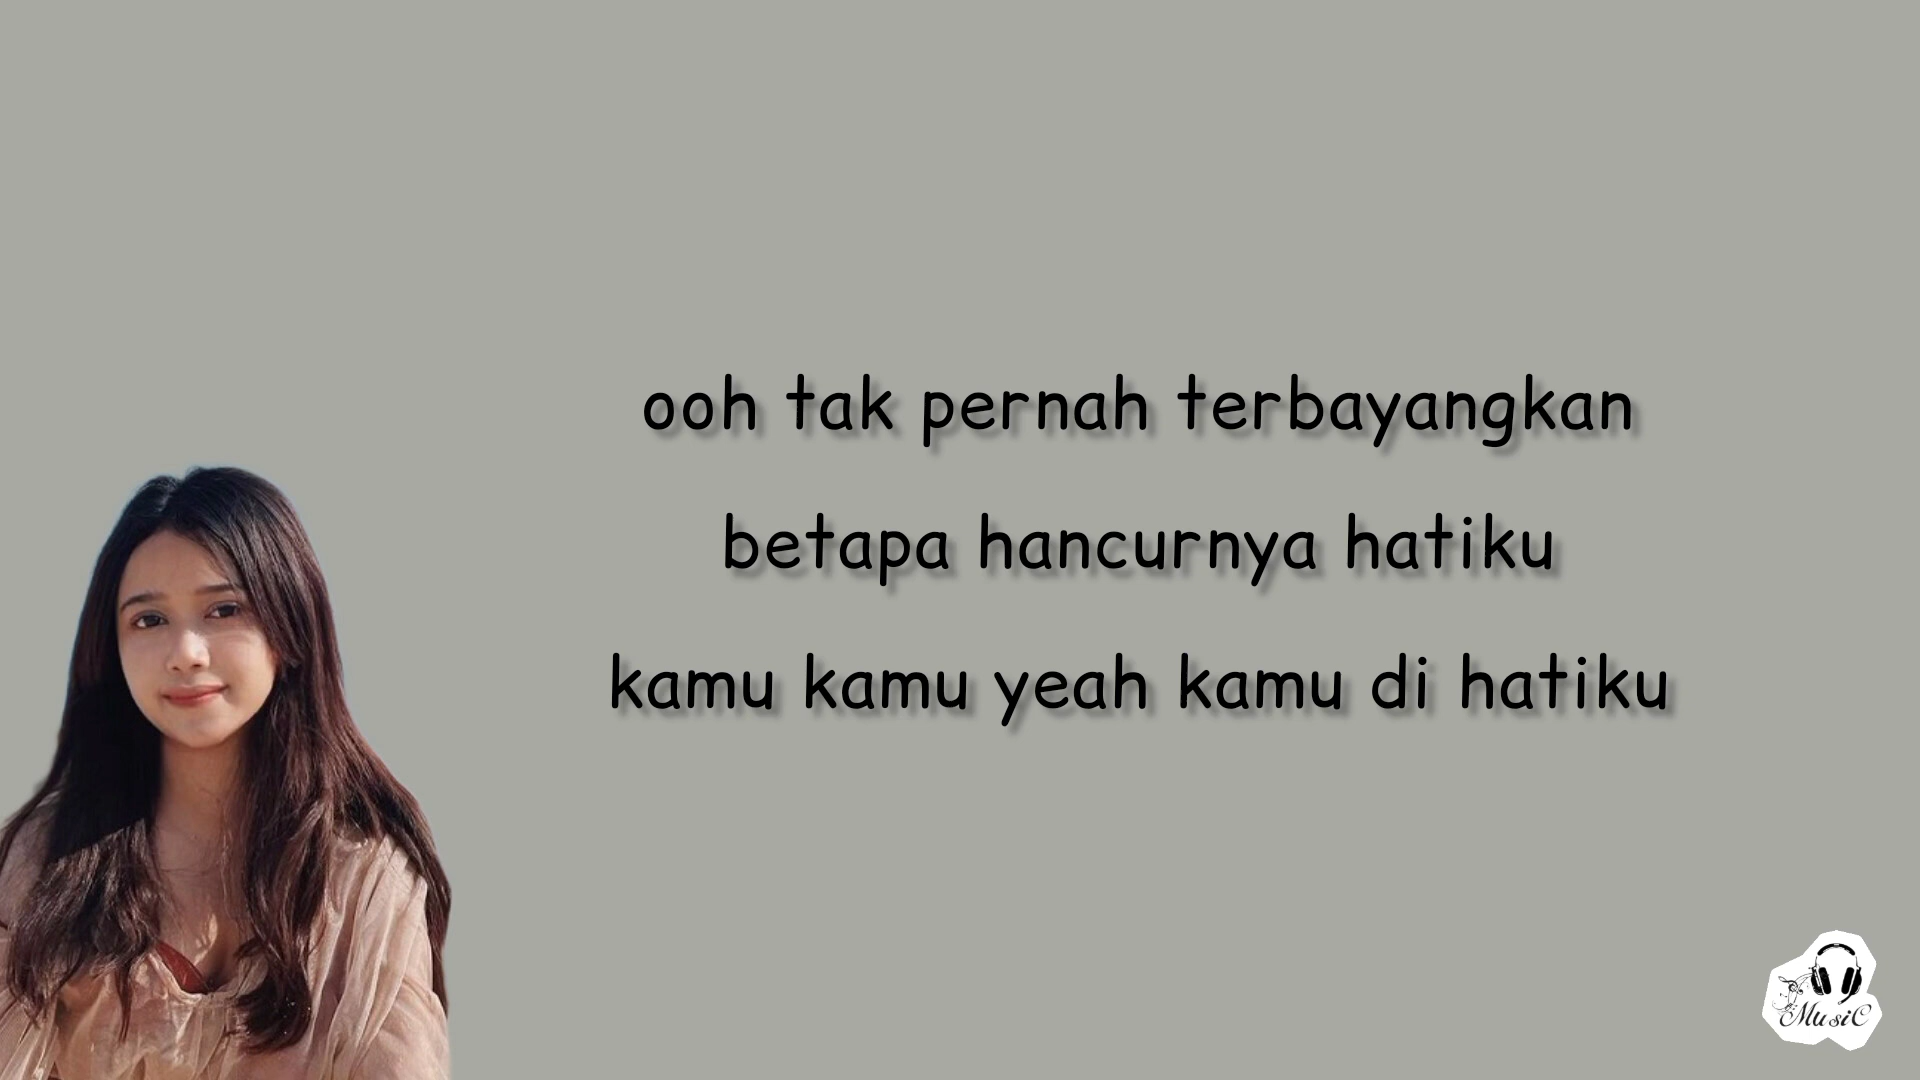 ooh tak pernah terbayangkan
betapa hancurnya hatiku
kamu kamu yeah kamu di hatiku
MusiC